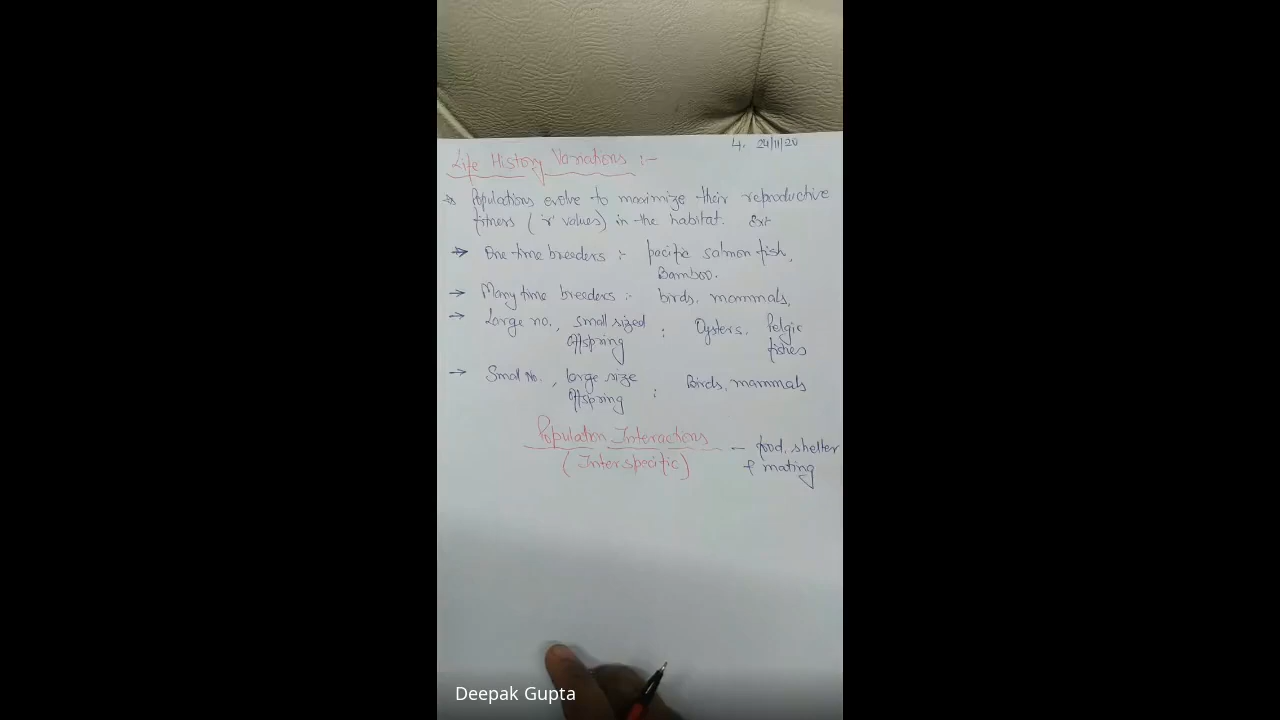 4. 24/11/20
Life History Variations :-
Populations evolve to maximize their reproductive
fitness ( 'r' values) in the habitat. Ex:-
One time breeders :- pacific salmon fish,
Bamboo.
Many time breeders :- birds, mammals,
Large no., small sized offspring : Oysters, Pelgic fishes
Small No., large size offspring : Birds, mammals
Population Interactions — food, shelter
(Interspecific) & mating
Deepak Gupta